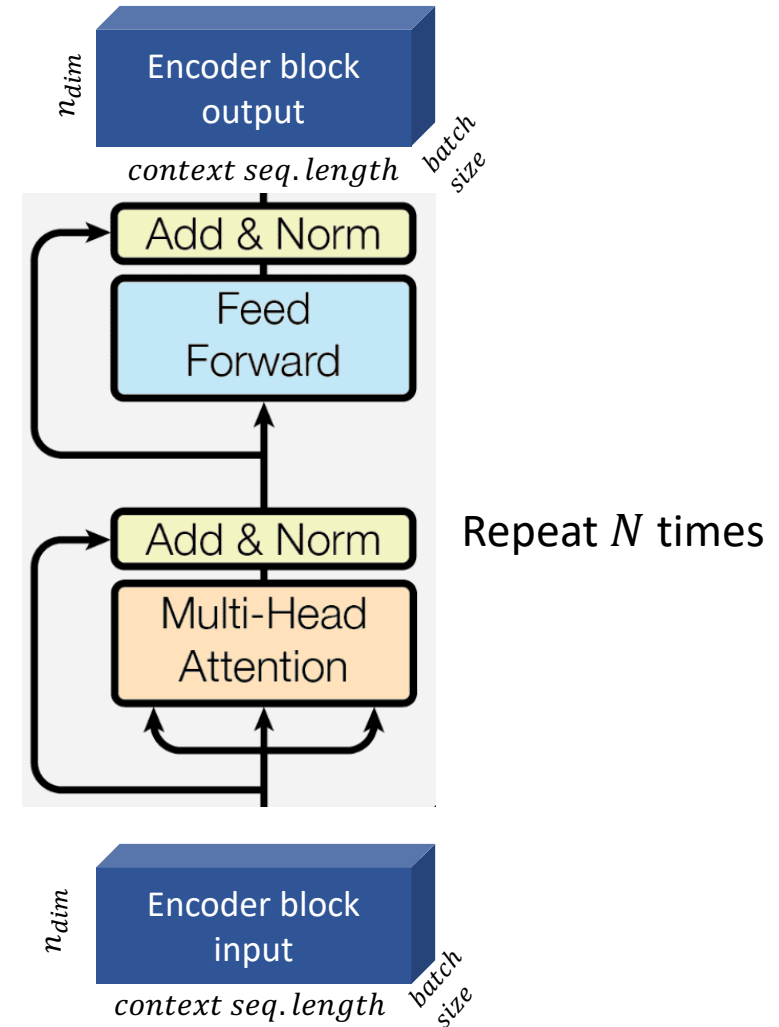 Encoder block
output
n_dim
context seq. length
batch
size
Add & Norm
Feed
Forward
Add & Norm
Multi-Head
Attention
Repeat N times
Encoder block
input
n_dim
context seq. length
batch
size